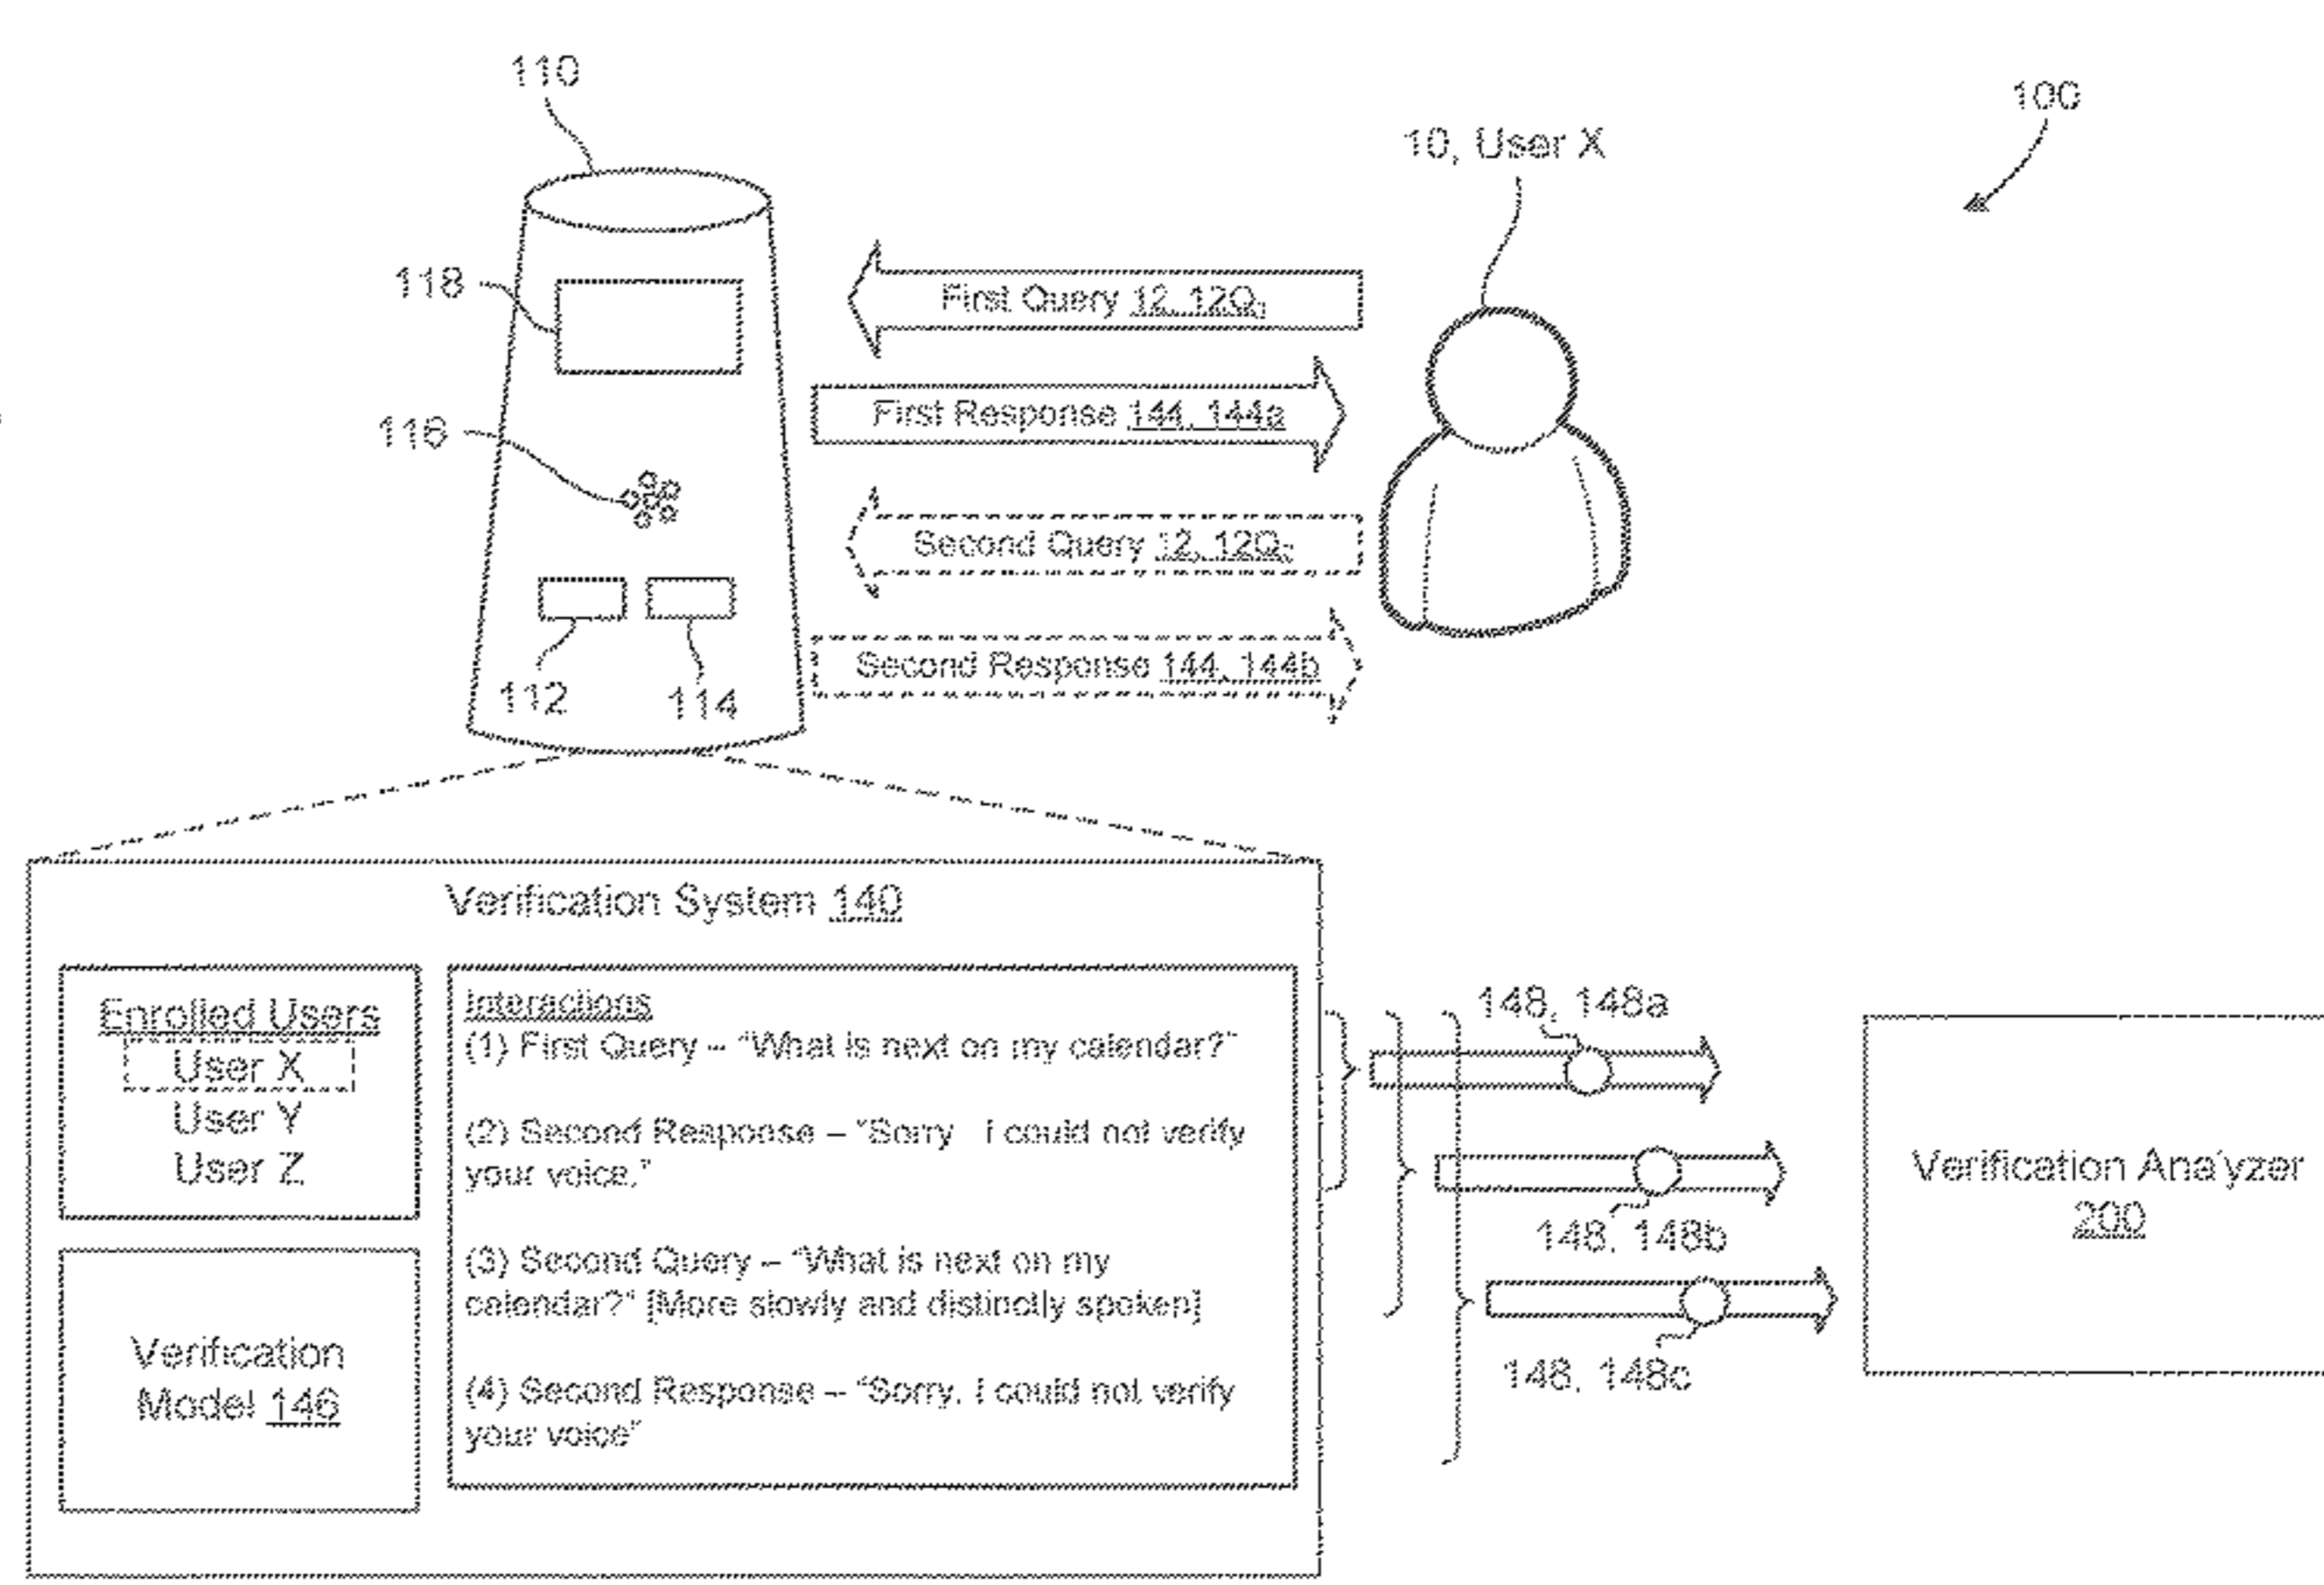 110
100
10, User X
118
First Query 12, 12Q₁
First Response 144, 144a
116
Second Query 12, 12Q₂
Second Response 144, 144b
112
114
Verification System 140
Enrolled Users
User X
User Y
User Z
Verification
Model 146
Interactions
(1) First Query – "What is next on my calendar?"
(2) Second Response – "Sorry I could not verify
your voice."
(3) Second Query – "What is next on my
calendar?" [More slowly and distinctly spoken]
(4) Second Response – "Sorry, I could not verify
your voice"
148, 148a
148, 148b
148, 148c
Verification Analyzer
200